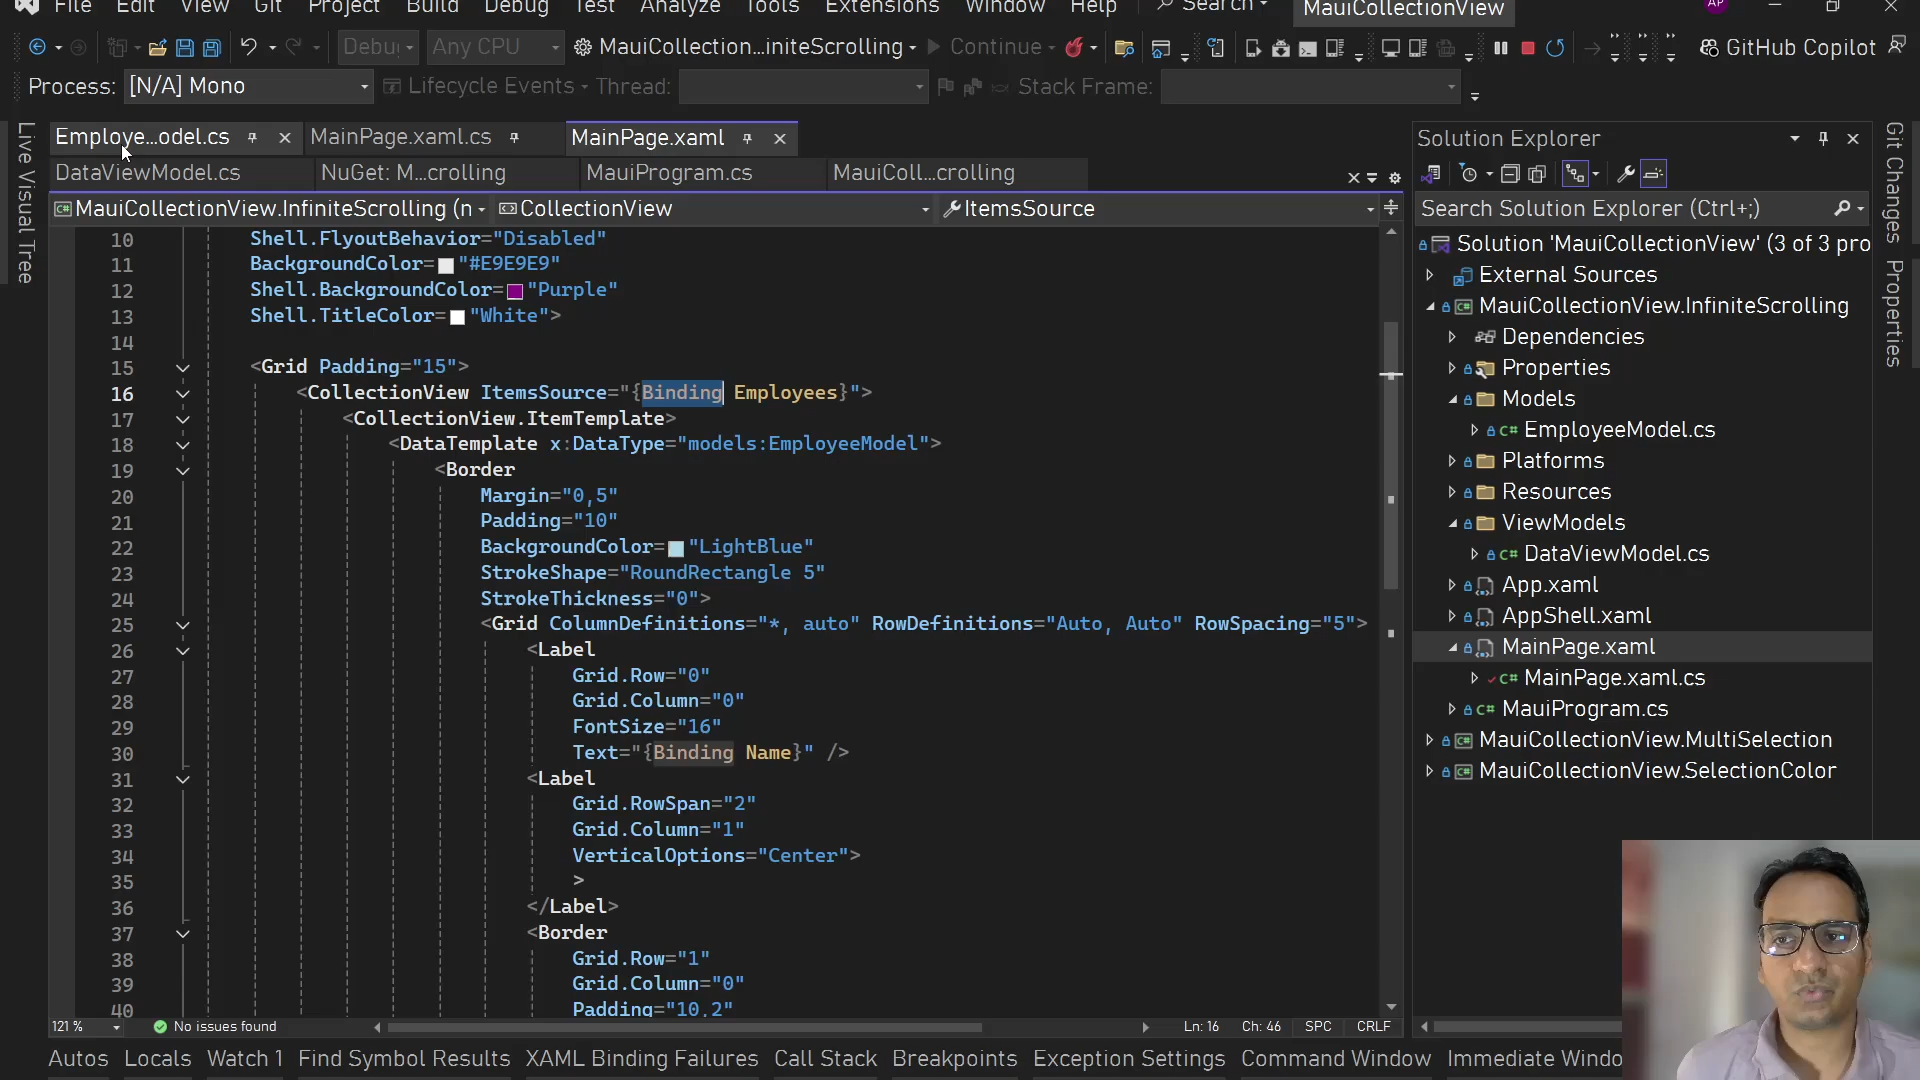 File Edit View Git Project Build Debug Test Analyze Tools Extensions Window Help Search MauiCollectionView AP
Debug Any CPU MauiCollection...initeScrolling Continue GitHub Copilot
Process: [N/A] Mono Lifecycle Events Thread: Stack Frame:
Employe...odel.cs MainPage.xaml.cs MainPage.xaml
DataViewModel.cs NuGet: M...crolling MauiProgram.cs MauiColl...crolling
MauiCollectionView.InfiniteScrolling (n CollectionView ItemsSource
10 Shell.FlyoutBehavior="Disabled"
11 BackgroundColor="#E9E9E9"
12 Shell.BackgroundColor="Purple"
13 Shell.TitleColor="White">
14
15 <Grid Padding="15">
16 <CollectionView ItemsSource="{Binding Employees}">
17 <CollectionView.ItemTemplate>
18 <DataTemplate x:DataType="models:EmployeeModel">
19 <Border
20 Margin="0,5"
21 Padding="10"
22 BackgroundColor="LightBlue"
23 StrokeShape="RoundRectangle 5"
24 StrokeThickness="0">
25 <Grid ColumnDefinitions="*, auto" RowDefinitions="Auto, Auto" RowSpacing="5">
26 <Label
27 Grid.Row="0"
28 Grid.Column="0"
29 FontSize="16"
30 Text="{Binding Name}" />
31 <Label
32 Grid.RowSpan="2"
33 Grid.Column="1"
34 VerticalOptions="Center">
35 >
36 </Label>
37 <Border
38 Grid.Row="1"
39 Grid.Column="0"
40 Padding="10,2"
121 % No issues found Ln: 16 Ch: 46 SPC CRLF
Autos Locals Watch 1 Find Symbol Results XAML Binding Failures Call Stack Breakpoints Exception Settings Command Window Immediate Windo
Live Visual Tree
Solution Explorer
Search Solution Explorer (Ctrl+;)
Solution 'MauiCollectionView' (3 of 3 pro
External Sources
MauiCollectionView.InfiniteScrolling
Dependencies
Properties
Models
C# EmployeeModel.cs
Platforms
Resources
ViewModels
C# DataViewModel.cs
App.xaml
AppShell.xaml
MainPage.xaml
C# MainPage.xaml.cs
C# MauiProgram.cs
MauiCollectionView.MultiSelection
MauiCollectionView.SelectionColor
Git Changes
Properties